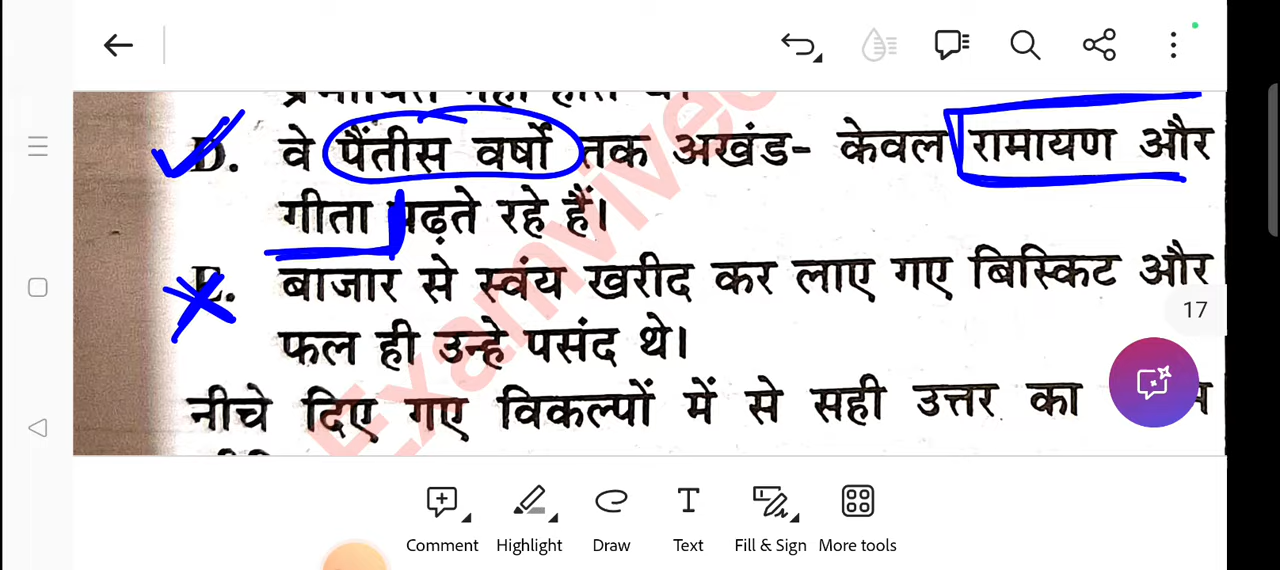 D. वे पैंतीस वर्षो तक अखंड- केवल रामायण और
गीता पढ़ते रहे हैं।
E. बाजार से स्वंय खरीद कर लाए गए बिस्किट और
17
फल ही उन्हे पसंद थे।
नीचे दिए गए विकल्पों में से सही उत्तर का
Examvive
Comment Highlight Draw Text Fill & Sign More tools